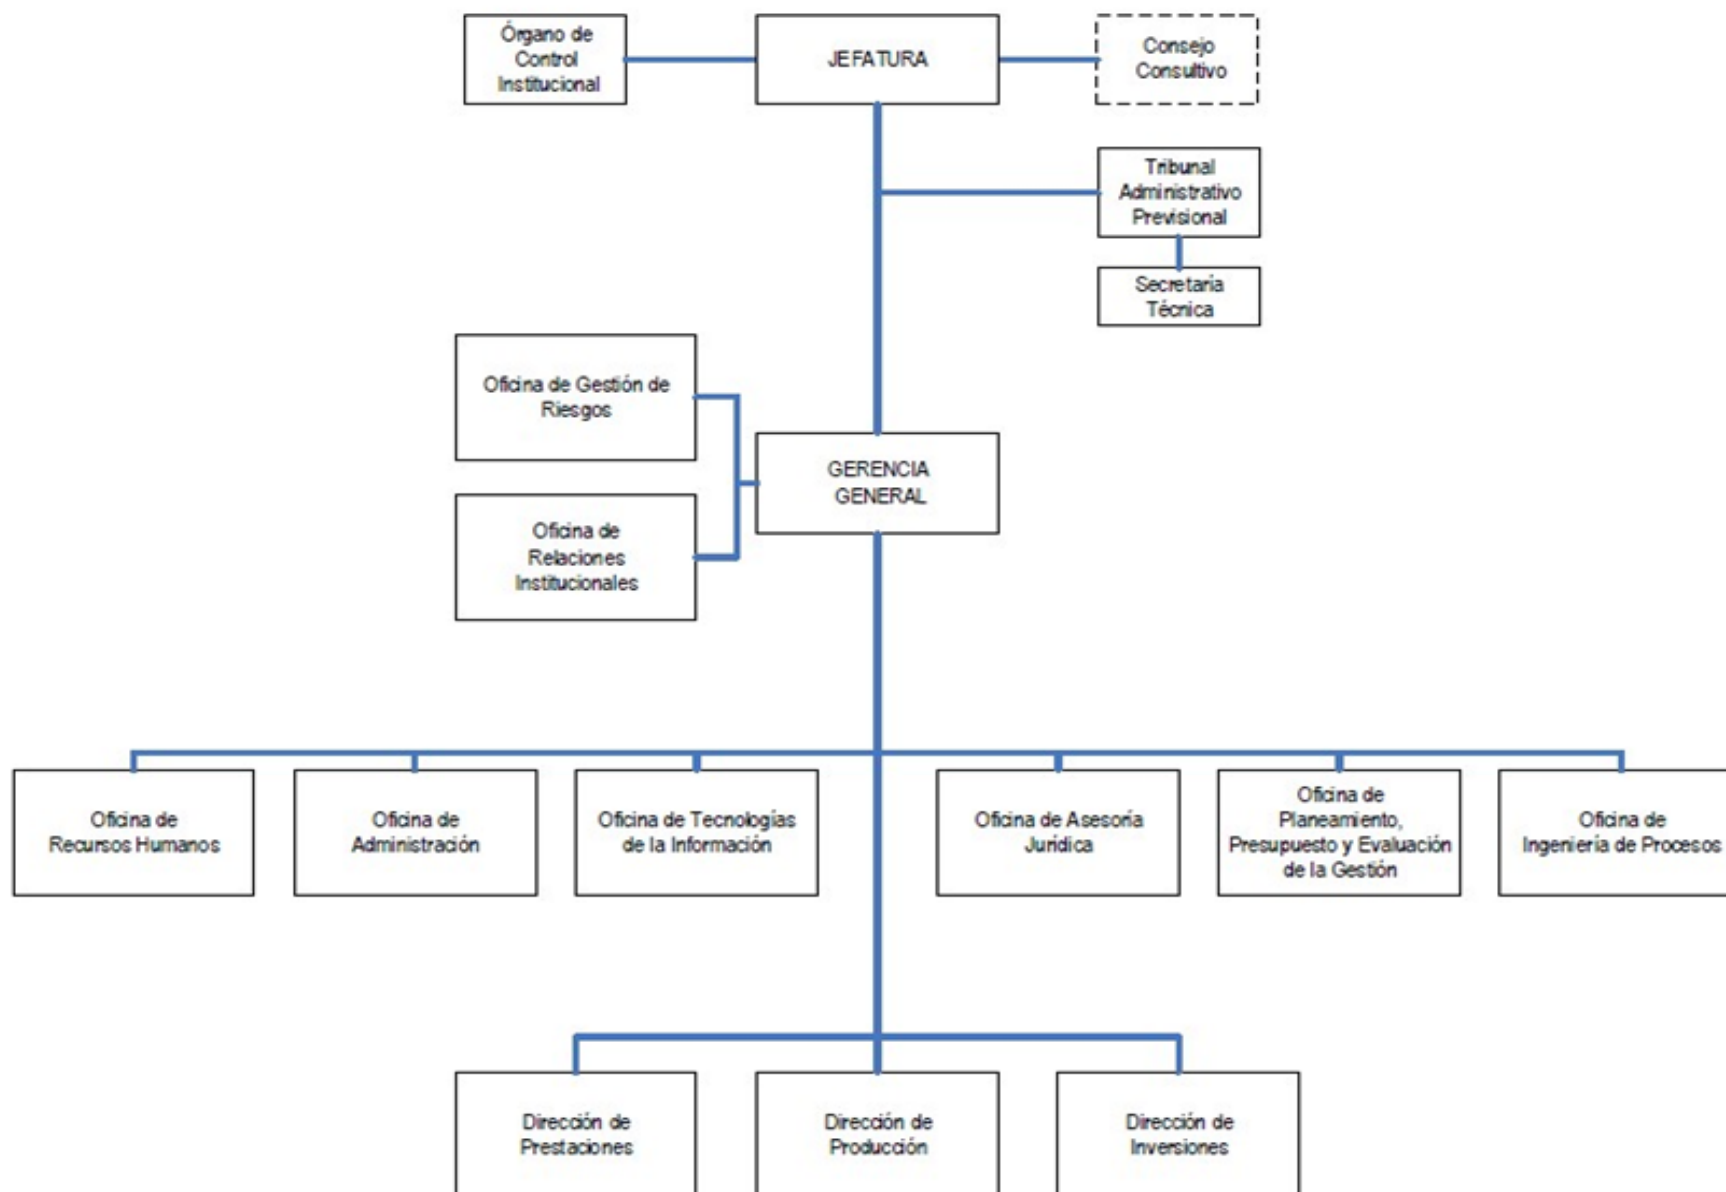 Órgano de
Control
Institucional
JEFATURA
Consejo
Consultivo
Tribunal
Administrativo
Previsional
Secretaría
Técnica
Oficina de Gestión de
Riesgos
GERENCIA
GENERAL
Oficina de
Relaciones
Institucionales
Oficina de
Recursos Humanos
Oficina de
Administración
Oficina de Tecnologías
de la Información
Oficina de Asesoría
Jurídica
Oficina de
Planeamiento,
Presupuesto y Evaluación
de la Gestión
Oficina de
Ingeniería de Procesos
Dirección de
Prestaciones
Dirección de
Producción
Dirección de
Inversiones